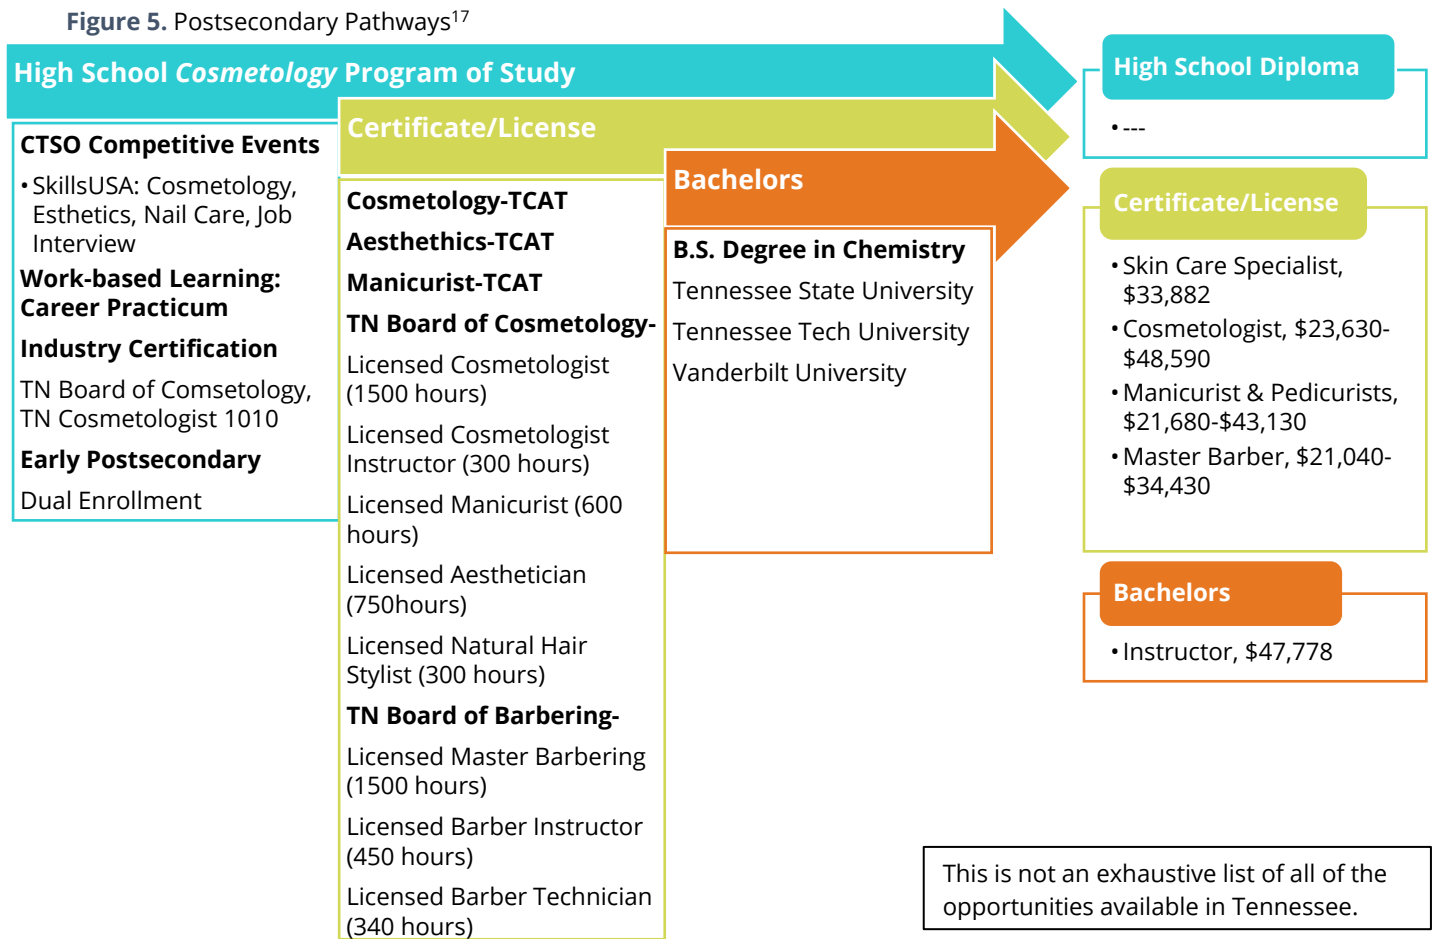 Figure 5. Postsecondary Pathways17
High School Cosmetology Program of Study
CTSO Competitive Events
• SkillsUSA: Cosmetology,
Esthetics, Nail Care, Job
Interview
Work-based Learning:
Career Practicum
Industry Certification
TN Board of Comsetology,
TN Cosmetologist 1010
Early Postsecondary
Dual Enrollment
Certificate/License
Cosmetology-TCAT
Aesthethics-TCAT
Manicurist-TCAT
TN Board of Cosmetology-
Licensed Cosmetologist
(1500 hours)
Licensed Cosmetologist
Instructor (300 hours)
Licensed Manicurist (600
hours)
Licensed Aesthetician
(750hours)
Licensed Natural Hair
Stylist (300 hours)
TN Board of Barbering-
Licensed Master Barbering
(1500 hours)
Licensed Barber Instructor
(450 hours)
Licensed Barber Technician
(340 hours)
Bachelors
B.S. Degree in Chemistry
Tennessee State University
Tennessee Tech University
Vanderbilt University
High School Diploma
• ---
Certificate/License
• Skin Care Specialist,
$33,882
• Cosmetologist, $23,630-
$48,590
• Manicurist & Pedicurists,
$21,680-$43,130
• Master Barber, $21,040-
$34,430
Bachelors
• Instructor, $47,778
This is not an exhaustive list of all of the
opportunities available in Tennessee.